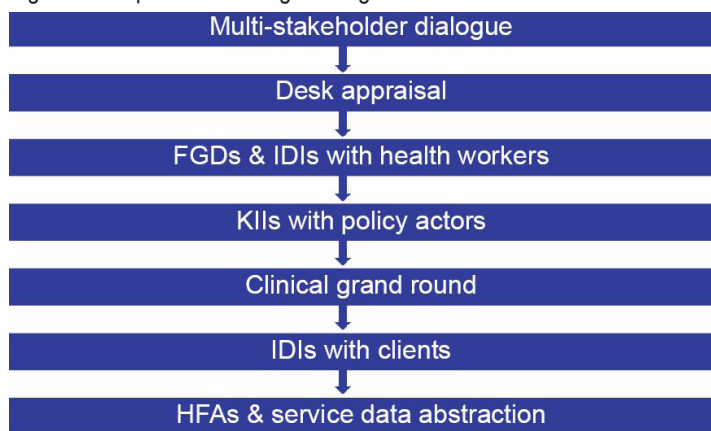 Multi-stakeholder dialogue
Desk appraisal
FGDs & IDIs with health workers
KIIs with policy actors
Clinical grand round
IDIs with clients
HFAs & service data abstraction